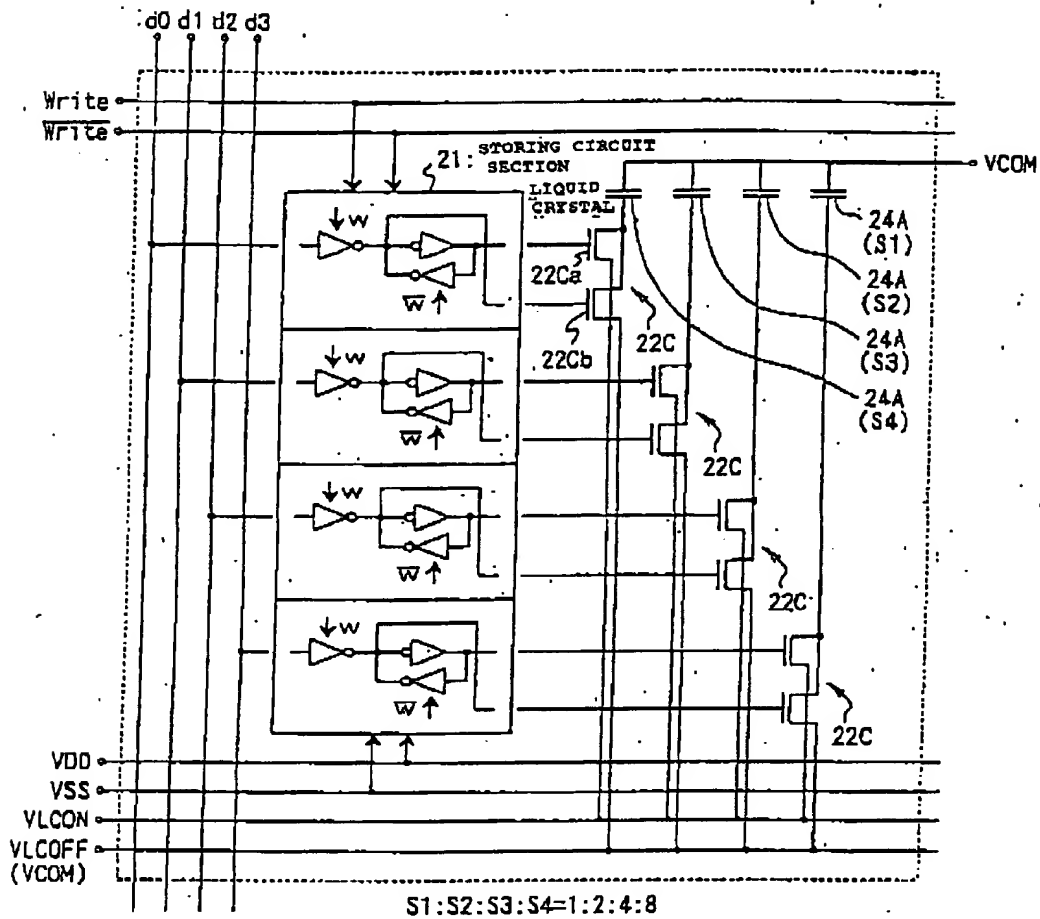 d0 d1 d2 d3
Write
Write
21: STORING CIRCUIT
SECTION
LIQUID
CRYSTAL
VCOM
24A
(S1)
24A
(S2)
24A
(S3)
24A
(S4)
W
W
22Ca
22Cb
22C
W
W
22C
W
W
22C
W
W
22C
VDD
VSS
VLCON
VLCOFF
(VCOM)
S1:S2:S3:S4=1:2:4:8